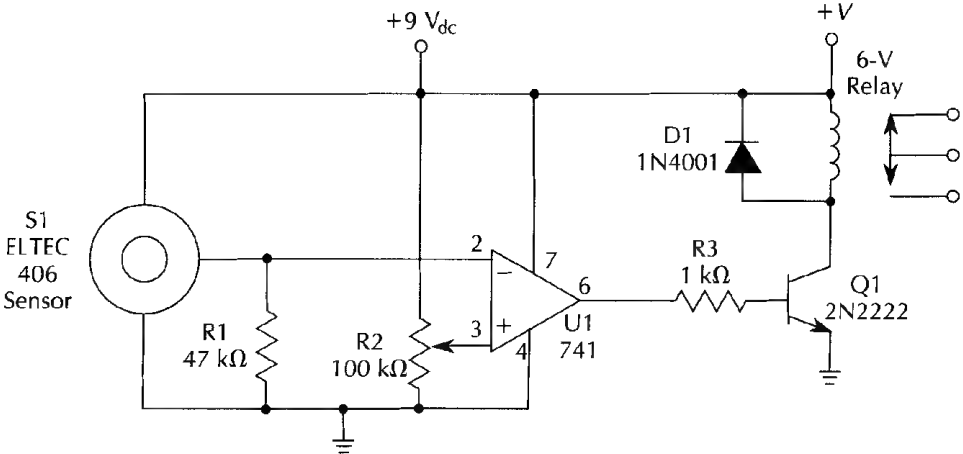 +9 Vdc
+V
6-V
Relay
D1
1N4001
S1
ELTEC
406
Sensor
2
7
−
R3
1 kΩ
6
Q1
2N2222
R1
47 kΩ
R2
100 kΩ
3
+
4
U1
741